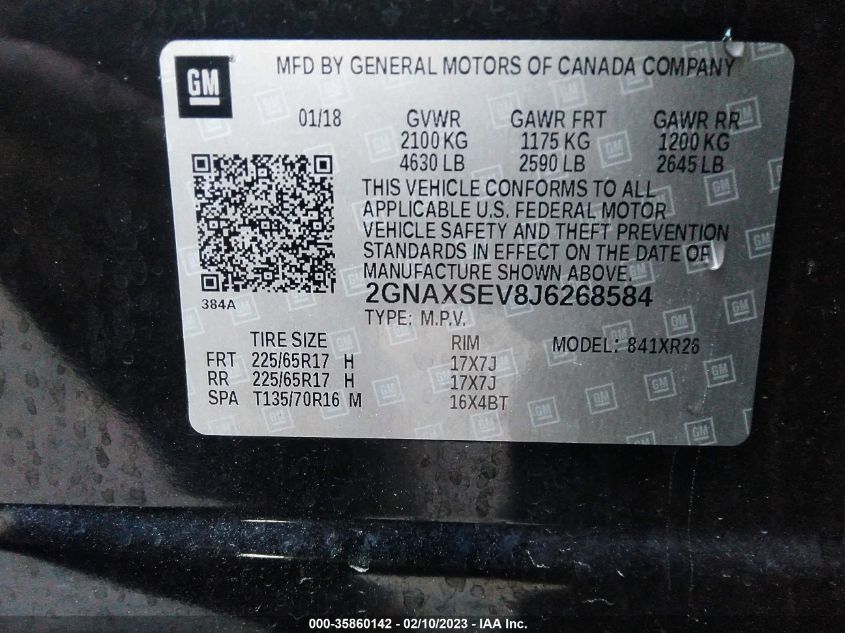 GM
MFD BY GENERAL MOTORS OF CANADA COMPANY
01/18 GVWR GAWR FRT GAWR RR
2100 KG 1175 KG 1200 KG
4630 LB 2590 LB 2645 LB
THIS VEHICLE CONFORMS TO ALL
APPLICABLE U.S. FEDERAL MOTOR
VEHICLE SAFETY AND THEFT PREVENTION
STANDARDS IN EFFECT ON THE DATE OF
MANUFACTURE SHOWN ABOVE.
384A 2GNAXSEV8J6268584
TYPE: M.P.V.
TIRE SIZE RIM MODEL: 841XR26
FRT 225/65R17 H 17X7J
RR 225/65R17 H 17X7J
SPA T135/70R16 M 16X4BT
000-35860142 - 02/10/2023 - IAA Inc.